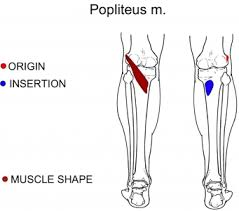 Popliteus m.
ORIGIN
INSERTION
MUSCLE SHAPE